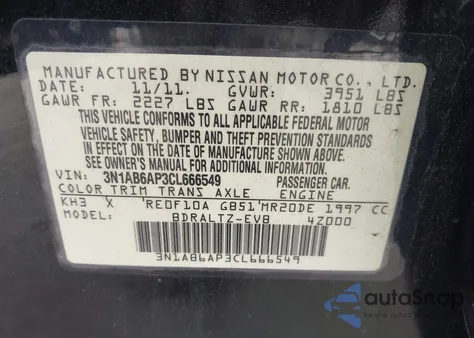 MANUFACTURED BY NISSAN MOTOR CO., LTD.
DATE: 11/11. GVWR: 3951 LBS
GAWR FR: 2227 LBS GAWR RR: 1810 LBS
THIS VEHICLE CONFORMS TO ALL APPLICABLE FEDERAL MOTOR
VEHICLE SAFETY, BUMPER AND THEFT PREVENTION STANDARDS
IN EFFECT ON THE DATE OF MANUFACTURE SHOWN ABOVE.
SEE OWNER'S MANUAL FOR ADDITIONAL INFORMATION.
VIN: 3N1AB6AP3CL666549 PASSENGER CAR.
COLOR TRIM TRANS AXLE ENGINE
KH3 X 'RE0F10A GB51'MR20DE 1997 CC
MODEL: BDRALTZ-EVB 4Z000
3N1AB6AP3CL666549
autoSnap